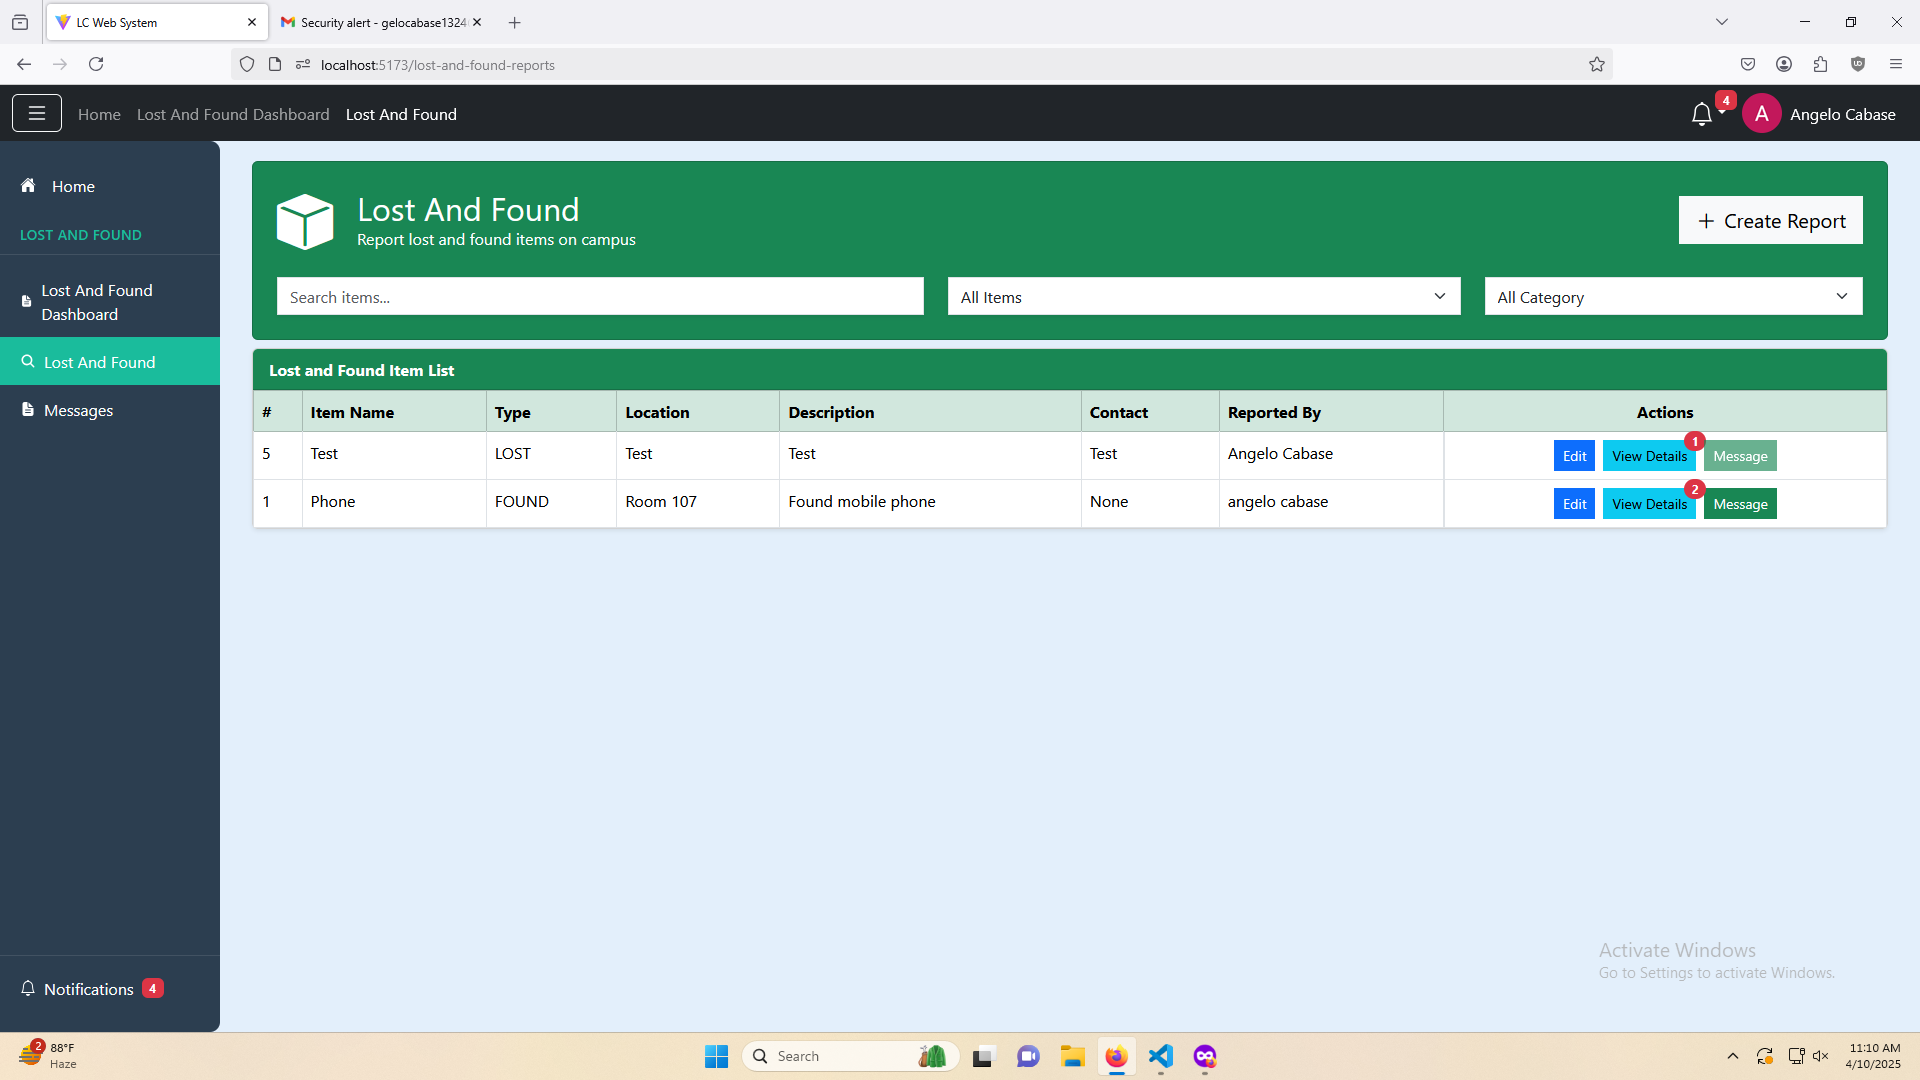 LC Web System
Security alert - gelocabase1324
localhost:5173/lost-and-found-reports
Home Lost And Found Dashboard Lost And Found
4
A
Angelo Cabase
Home
LOST AND FOUND
Lost And Found
Dashboard
Lost And Found
Messages
Notifications 4
Lost And Found
Report lost and found items on campus
Create Report
Search items...
All Items
All Category
Lost and Found Item List
# Item Name Type Location Description Contact Reported By Actions
5 Test LOST Test Test Test Angelo Cabase Edit View Details 1 Message
1 Phone FOUND Room 107 Found mobile phone None angelo cabase Edit View Details 2 Message
Activate Windows
Go to Settings to activate Windows.
2
88°F
Haze
Search
11:10 AM
4/10/2025